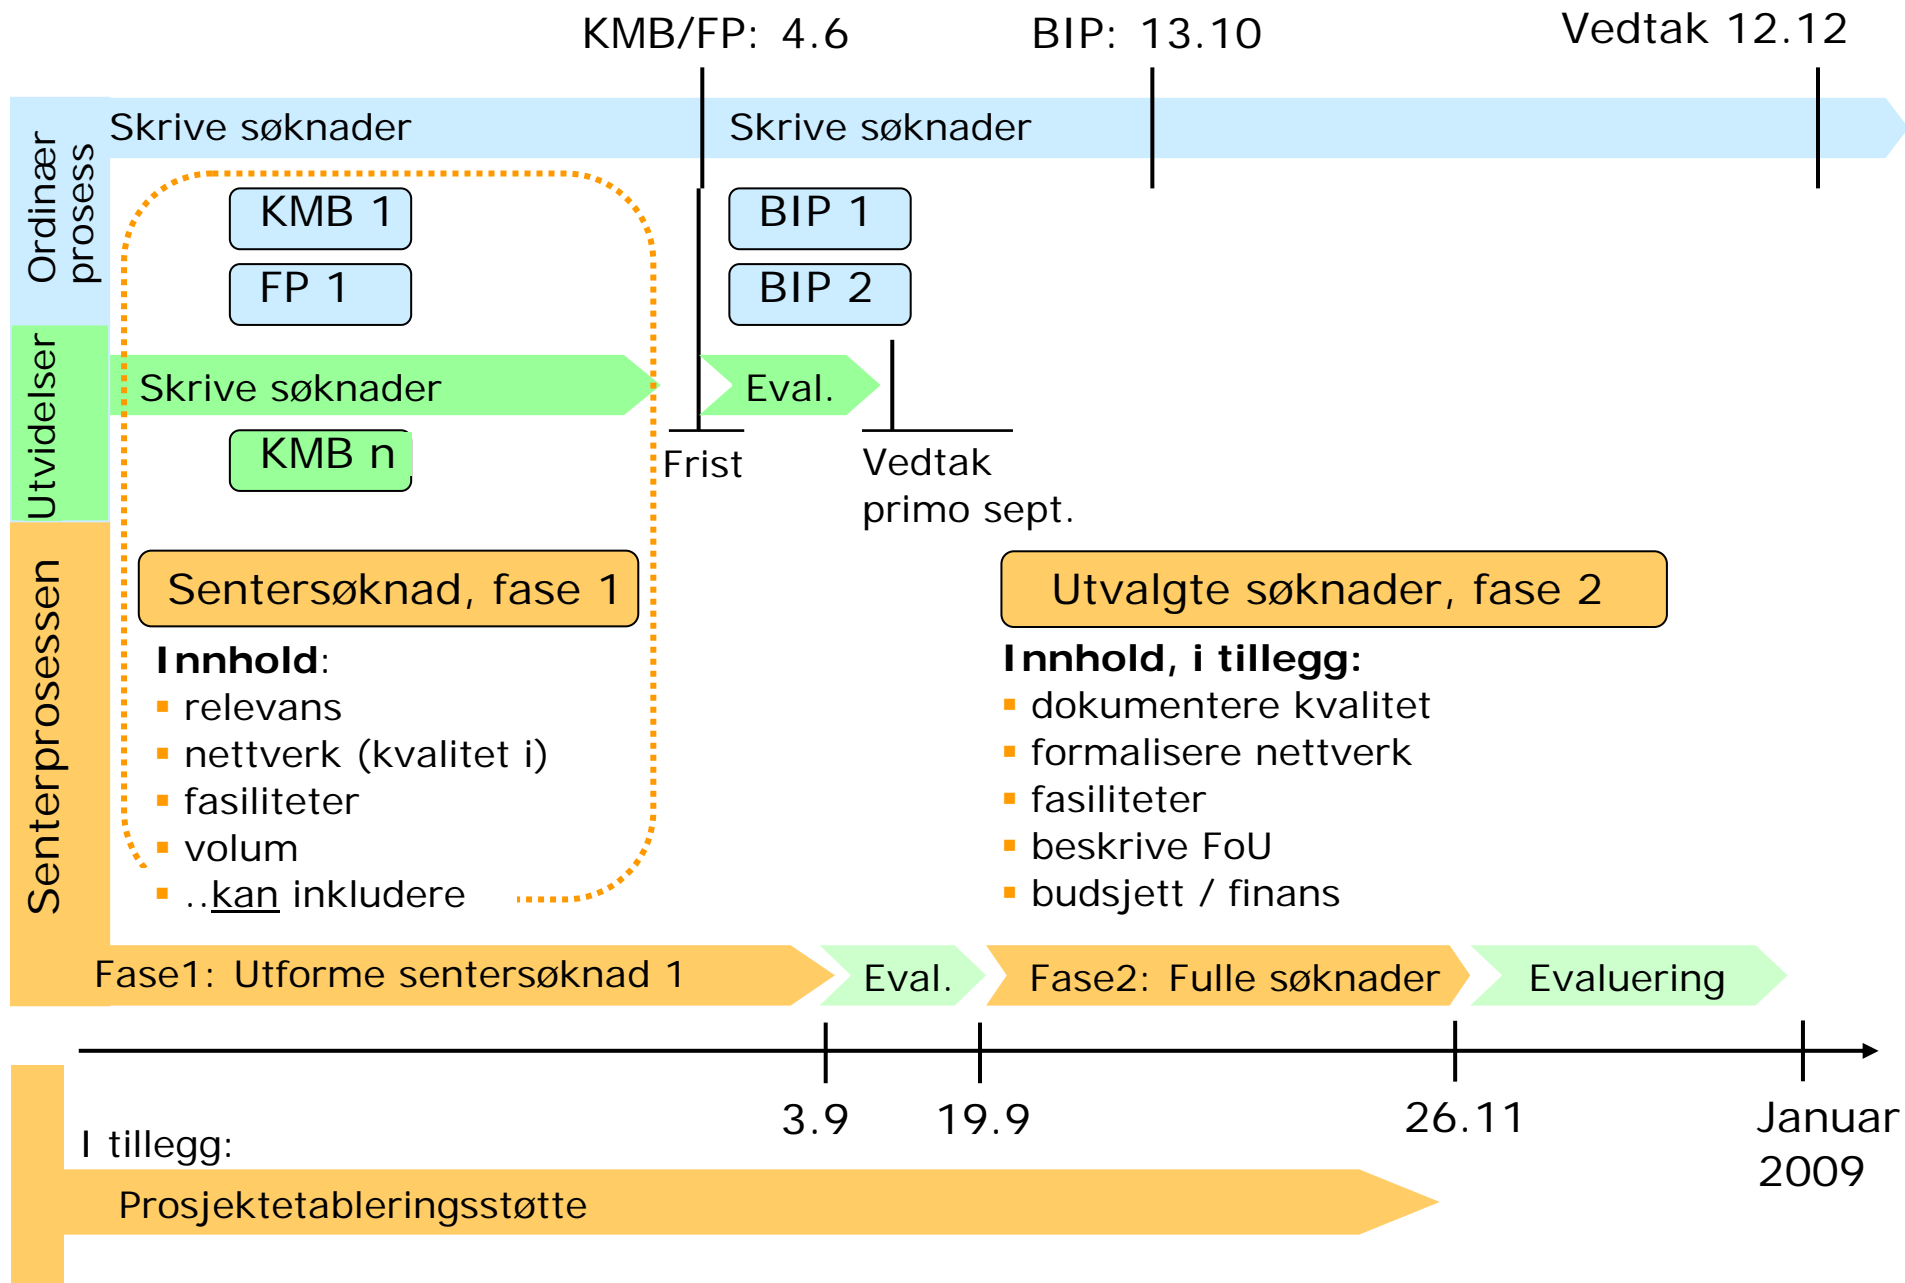 KMB/FP: 4.6
BIP: 13.10
Vedtak 12.12
Ordinær
prosess
Skrive søknader
Skrive søknader
KMB 1
BIP 1
FP 1
BIP 2
Utvidelser
Skrive søknader
Eval.
KMB n
Frist
Vedtak
primo sept.
Senterprosessen
Sentersøknad, fase 1
Innhold:
relevans
nettverk (kvalitet i)
fasiliteter
volum
..kan inkludere
Utvalgte søknader, fase 2
Innhold, i tillegg:
dokumentere kvalitet
formalisere nettverk
fasiliteter
beskrive FoU
budsjett / finans
Fase1: Utforme sentersøknad 1
Eval.
Fase2: Fulle søknader
Evaluering
3.9
19.9
26.11
Januar
2009
I tillegg:
Prosjektetableringsstøtte